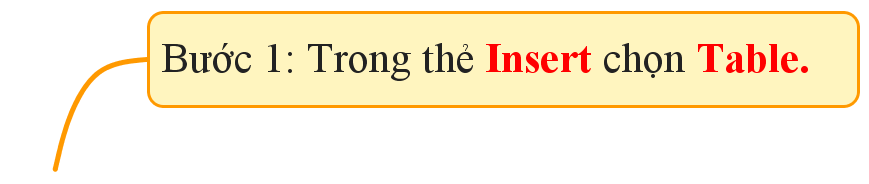 Bước 1: Trong thẻ Insert chọn Table.